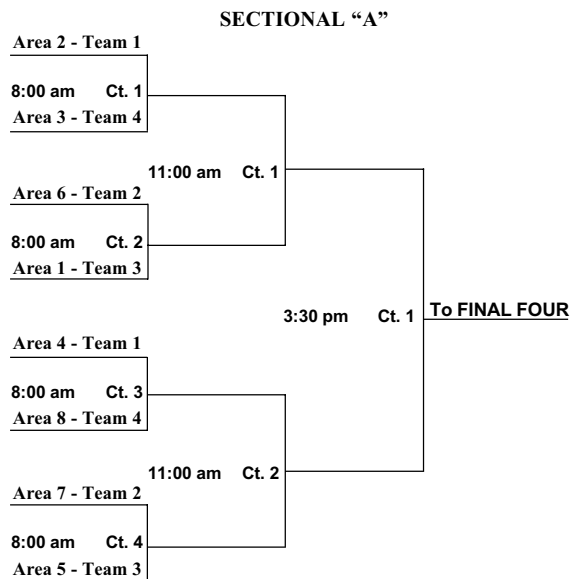 SECTIONAL “A”
Area 2 - Team 1
8:00 am Ct. 1
Area 3 - Team 4
11:00 am Ct. 1
Area 6 - Team 2
8:00 am Ct. 2
Area 1 - Team 3
3:30 pm Ct. 1
To FINAL FOUR
Area 4 - Team 1
8:00 am Ct. 3
Area 8 - Team 4
11:00 am Ct. 2
Area 7 - Team 2
8:00 am Ct. 4
Area 5 - Team 3